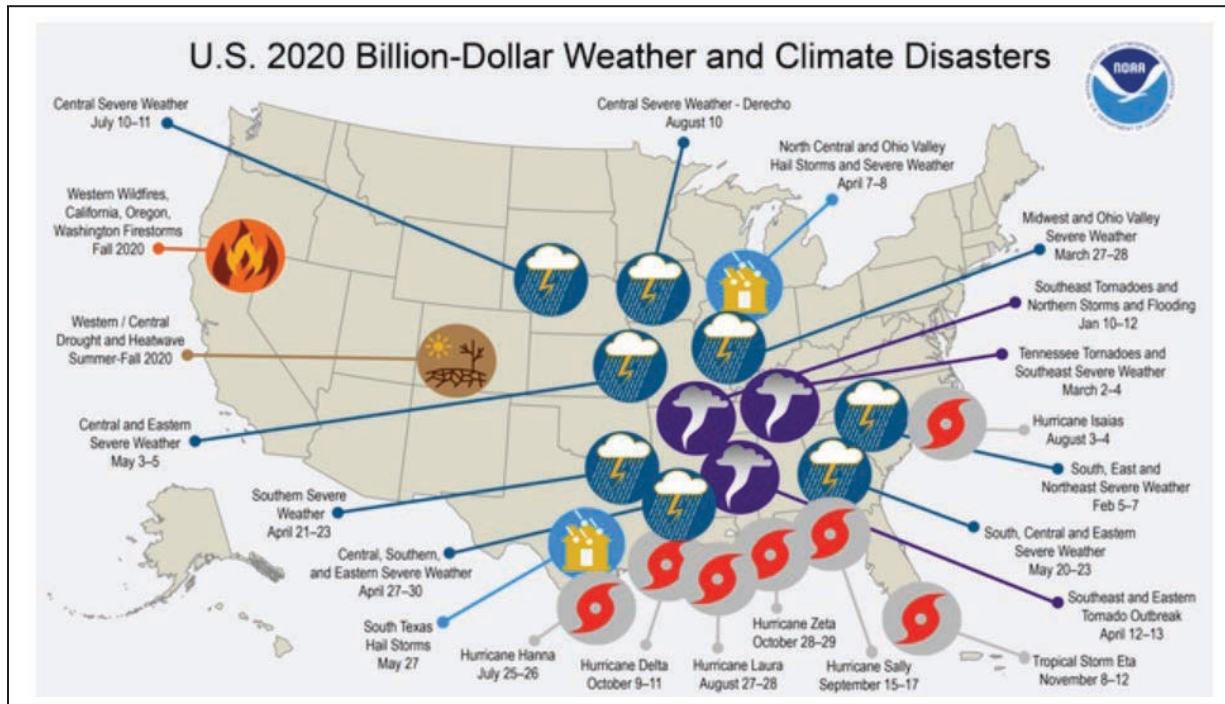 U.S. 2020 Billion-Dollar Weather and Climate Disasters
NOAA
Central Severe Weather
July 10–11
Central Severe Weather - Derecho
August 10
North Central and Ohio Valley
Hail Storms and Severe Weather
April 7–8
Western Wildfires,
California, Oregon,
Washington Firestorms
Fall 2020
Midwest and Ohio Valley
Severe Weather
March 27–28
Southeast Tornadoes and
Northern Storms and Flooding
Jan 10–12
Western / Central
Drought and Heatwave
Summer-Fall 2020
Tennessee Tornadoes and
Southeast Severe Weather
March 2–4
Central and Eastern
Severe Weather
May 3–5
Hurricane Isaias
August 3–4
South, East and
Northeast Severe Weather
Feb 5–7
Southern Severe
Weather
April 21–23
South, Central and Eastern
Severe Weather
May 20–23
Central, Southern,
and Eastern Severe Weather
April 27–30
Southeast and Eastern
Tornado Outbreak
April 12–13
South Texas
Hail Storms
May 27
Hurricane Hanna
July 25–26
Hurricane Delta
October 9–11
Hurricane Laura
August 27–28
Hurricane Zeta
October 28–29
Hurricane Sally
September 15–17
Tropical Storm Eta
November 8–12